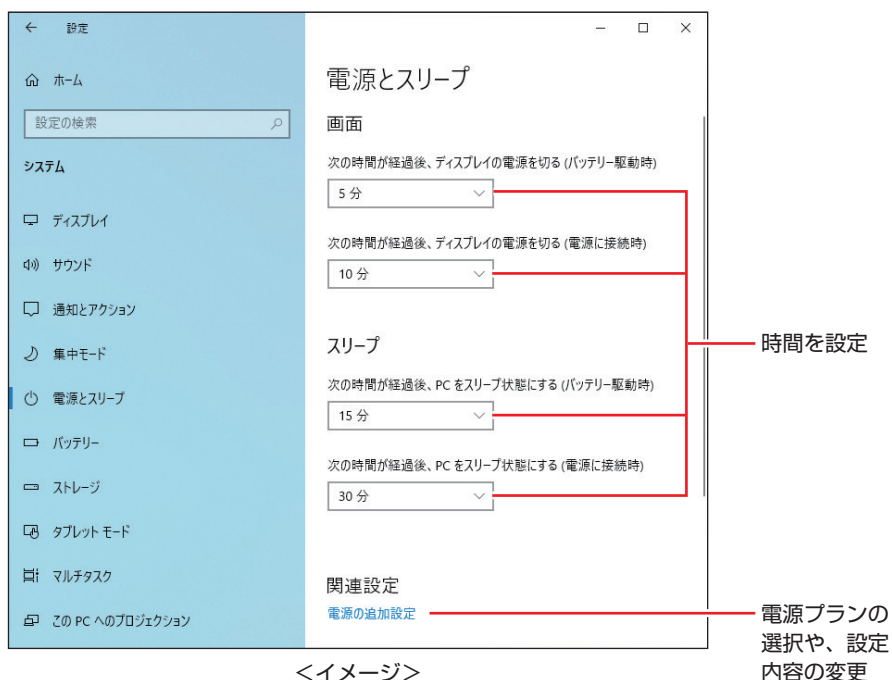 設定
ホーム
設定の検索
システム
ディスプレイ
サウンド
通知とアクション
集中モード
電源とスリープ
バッテリー
ストレージ
タブレット モード
マルチタスク
この PC へのプロジェクション
電源とスリープ
画面
次の時間が経過後、ディスプレイの電源を切る (バッテリー駆動時)
5 分
次の時間が経過後、ディスプレイの電源を切る (電源に接続時)
10 分
スリープ
次の時間が経過後、PC をスリープ状態にする (バッテリー駆動時)
15 分
次の時間が経過後、PC をスリープ状態にする (電源に接続時)
30 分
関連設定
電源の追加設定
時間を設定
電源プランの
選択や、設定
内容の変更
＜イメージ＞